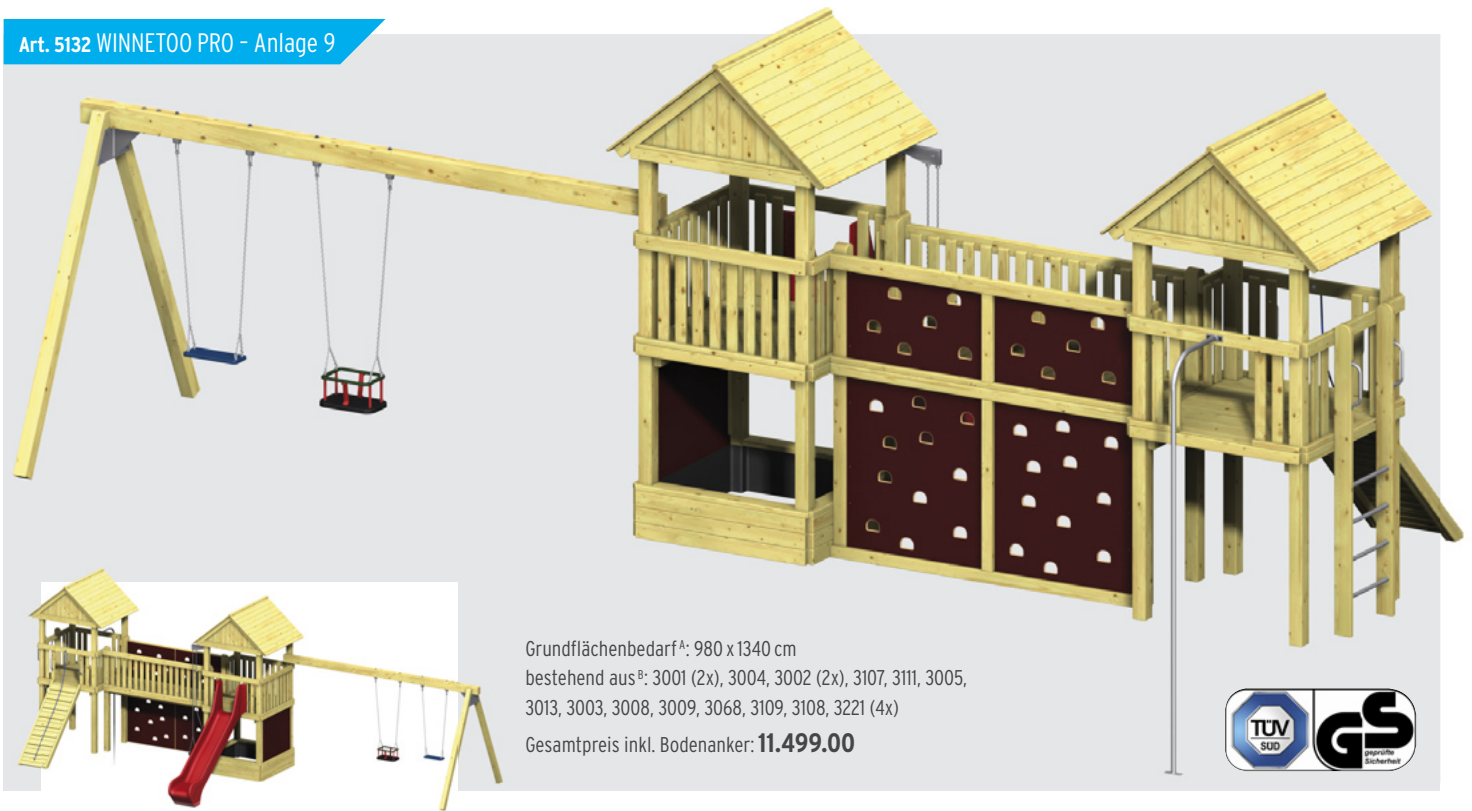 Art. 5132 WINNETOO PRO - Anlage 9
Grundflächenbedarf ᴬ: 980 x 1340 cm
bestehend aus ᴮ: 3001 (2x), 3004, 3002 (2x), 3107, 3111, 3005,
3013, 3003, 3008, 3009, 3068, 3109, 3108, 3221 (4x)
Gesamtpreis inkl. Bodenanker: 11.499.00
TÜV
SÜD
GS
geprüfte
Sicherheit